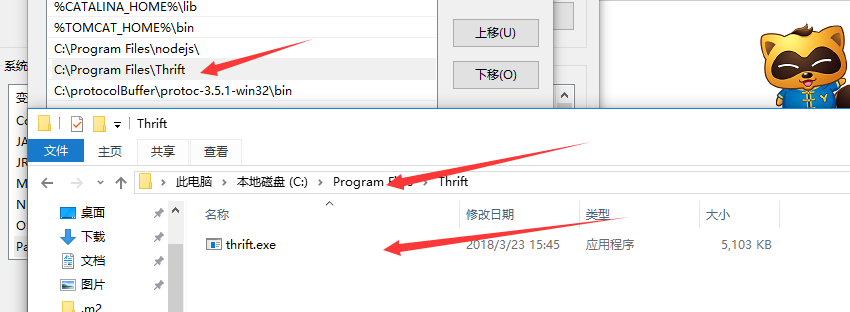 %CATALINA_HOME%\lib
%TOMCAT_HOME%\bin
C:\Program Files\nodejs\
C:\Program Files\Thrift
C:\protocolBuffer\protoc-3.5.1-win32\bin
上移(U)
下移(O)
系统
变
Co
JA
JR
M
N
O
Pa
Thrift
文件 主页 共享 查看
此电脑 本地磁盘 (C:) Program Thrift
桌面
下载
文档
图片
.m2
名称 修改日期 类型 大小
thrift.exe 2018/3/23 15:45 应用程序 5,103 KB